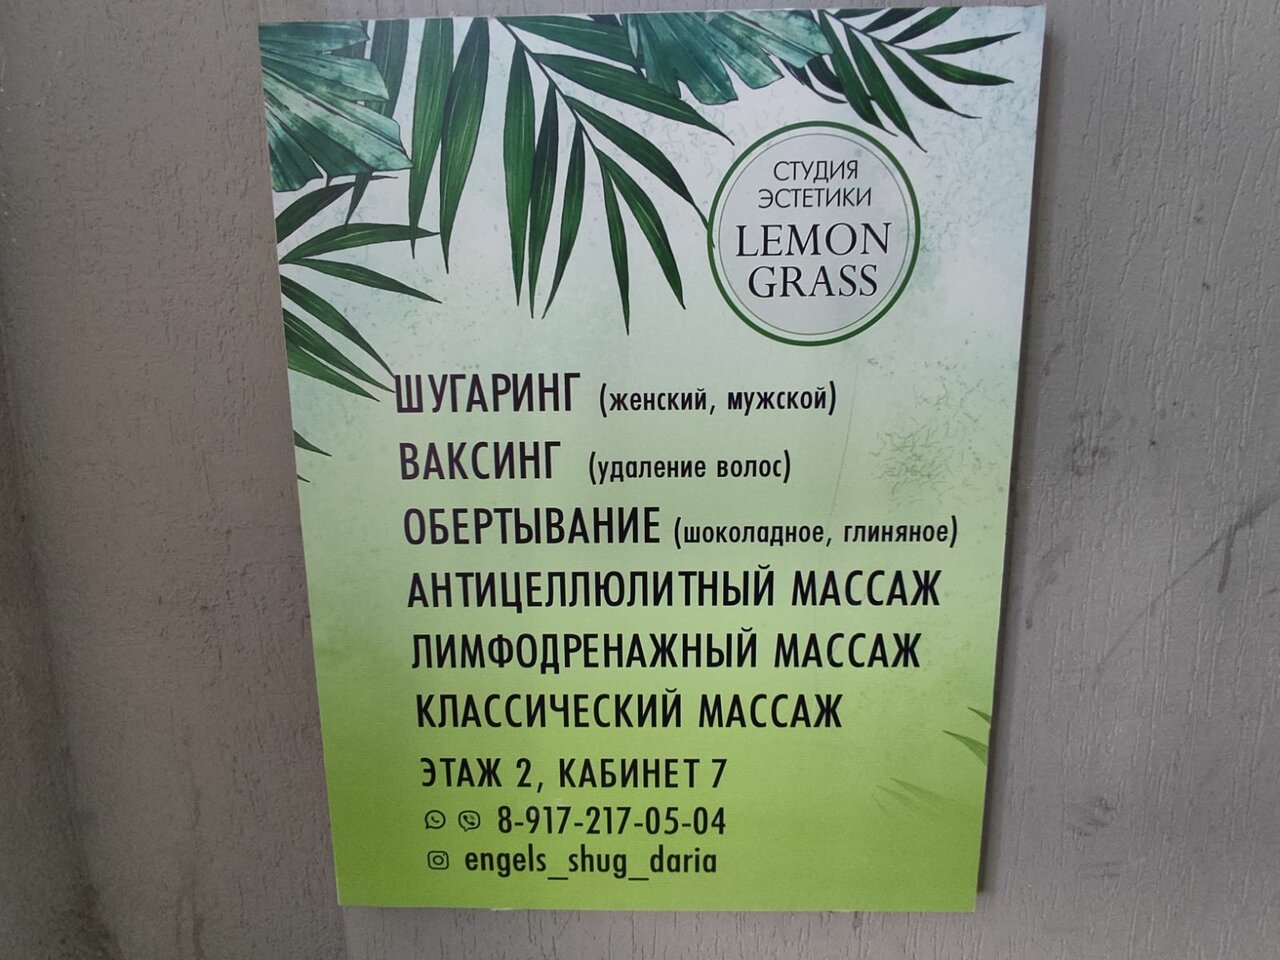 СТУДИЯ
ЭСТЕТИКИ
LEMON
GRASS
ШУГАРИНГ (женский, мужской)
ВАКСИНГ (удаление волос)
ОБЕРТЫВАНИЕ (шоколадное, глиняное)
АНТИЦЕЛЛЮЛИТНЫЙ МАССАЖ
ЛИМФОДРЕНАЖНЫЙ МАССАЖ
КЛАССИЧЕСКИЙ МАССАЖ
ЭТАЖ 2, КАБИНЕТ 7
8-917-217-05-04
engels_shug_daria